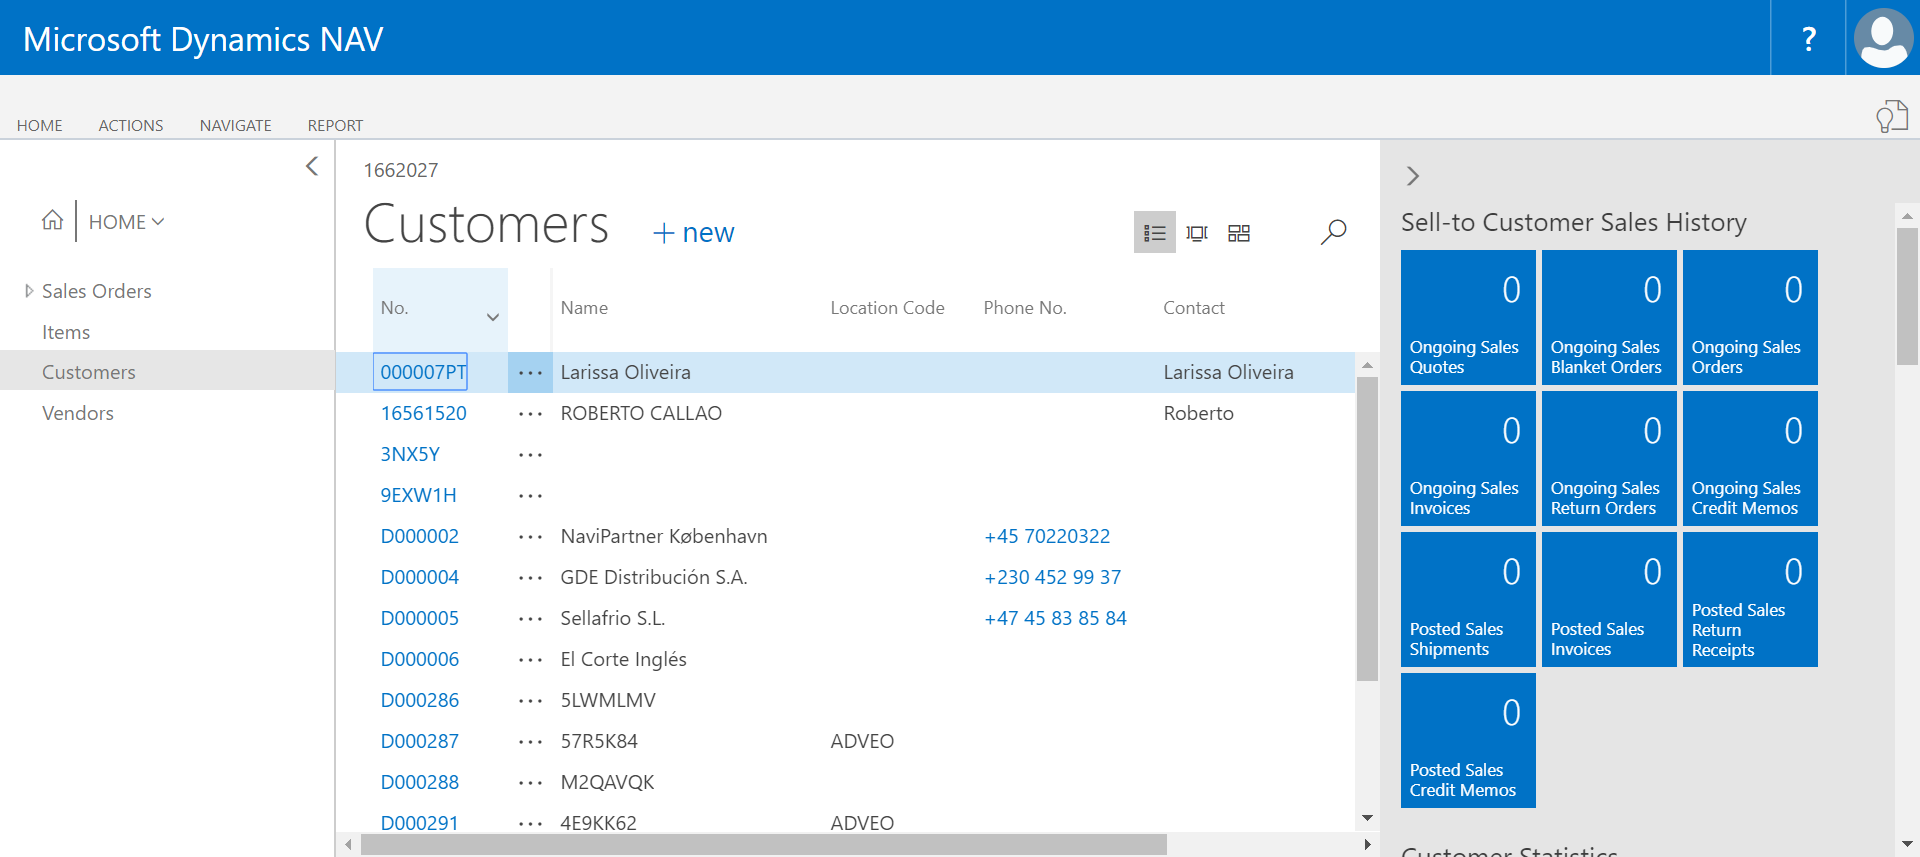 Microsoft Dynamics NAV
?
HOME ACTIONS NAVIGATE REPORT
HOME
Sales Orders
Items
Customers
Vendors
1662027
Customers + new
No. Name Location Code Phone No. Contact
000007PT ... Larissa Oliveira Larissa Oliveira
16561520 ... ROBERTO CALLAO Roberto
3NX5Y ...
9EXW1H ...
D000002 ... NaviPartner København +45 70220322
D000004 ... GDE Distribución S.A. +230 452 99 37
D000005 ... Sellafrio S.L. +47 45 83 85 84
D000006 ... El Corte Inglés
D000286 ... 5LWMLMV
D000287 ... 57R5K84 ADVEO
D000288 ... M2QAVQK
D000291 ... 4E9KK62 ADVEO
Sell-to Customer Sales History
0
Ongoing Sales
Quotes
0
Ongoing Sales
Blanket Orders
0
Ongoing Sales
Orders
0
Ongoing Sales
Invoices
0
Ongoing Sales
Return Orders
0
Ongoing Sales
Credit Memos
0
Posted Sales
Shipments
0
Posted Sales
Invoices
0
Posted Sales
Return
Receipts
0
Posted Sales
Credit Memos
Customer Statistics